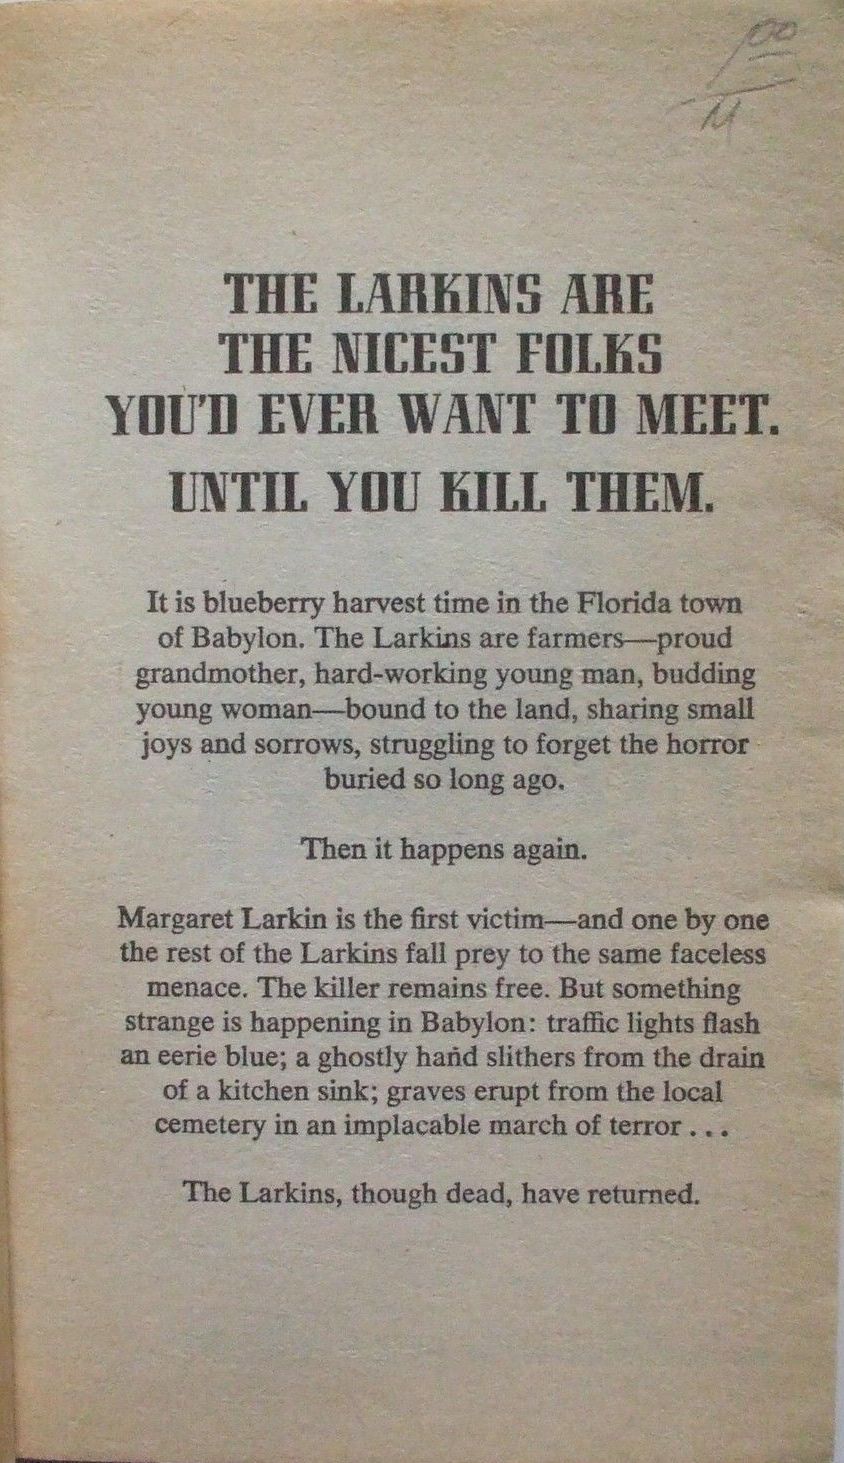 THE LARKINS ARE
THE NICEST FOLKS
YOU'D EVER WANT TO MEET.
UNTIL YOU KILL THEM.
It is blueberry harvest time in the Florida town
of Babylon. The Larkins are farmers—proud
grandmother, hard-working young man, budding
young woman—bound to the land, sharing small
joys and sorrows, struggling to forget the horror
buried so long ago.
Then it happens again.
Margaret Larkin is the first victim—and one by one
the rest of the Larkins fall prey to the same faceless
menace. The killer remains free. But something
strange is happening in Babylon: traffic lights flash
an eerie blue; a ghostly hand slithers from the drain
of a kitchen sink; graves erupt from the local
cemetery in an implacable march of terror . . .
The Larkins, though dead, have returned.